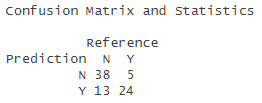 Confusion Matrix and Statistics
Reference
Prediction N Y
N 38 5
Y 13 24